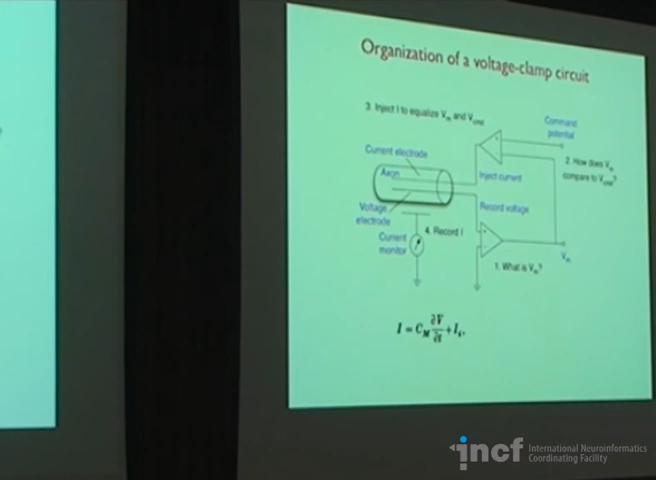 Organization of a voltage-clamp circuit
3. Inject I to equalize Vm and Vcmd
Command
potential
Current electrode
2. How does Vm
compare to Vcmd?
Axon
Inject current
Voltage
electrode
Record voltage
Current
monitor
4. Record I
Vm
1. What is Vm?
I = CM ∂V/∂t + Ii,
incf International Neuroinformatics
Coordinating Facility